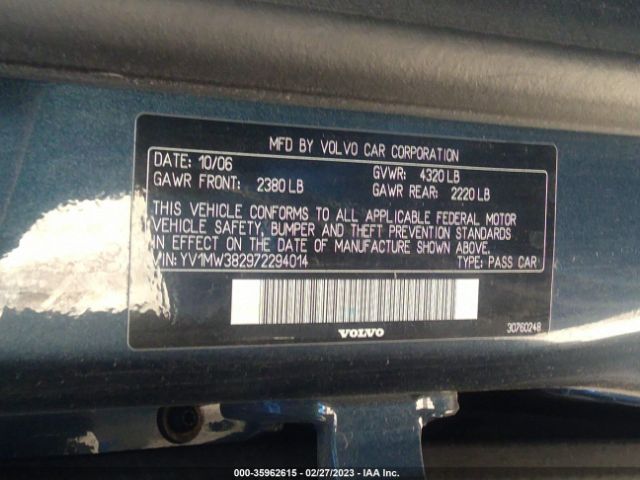 MFD BY VOLVO CAR CORPORATION
DATE: 10/06 GVWR: 4320 LB
GAWR FRONT: 2380 LB GAWR REAR: 2220 LB
THIS VEHICLE CONFORMS TO ALL APPLICABLE FEDERAL MOTOR
VEHICLE SAFETY, BUMPER AND THEFT PREVENTION STANDARDS
IN EFFECT ON THE DATE OF MANUFACTURE SHOWN ABOVE.
VIN: YV1MW382972294014 TYPE: PASS CAR
VOLVO 30760248
000-35962615 - 02/27/2023 - IAA Inc.